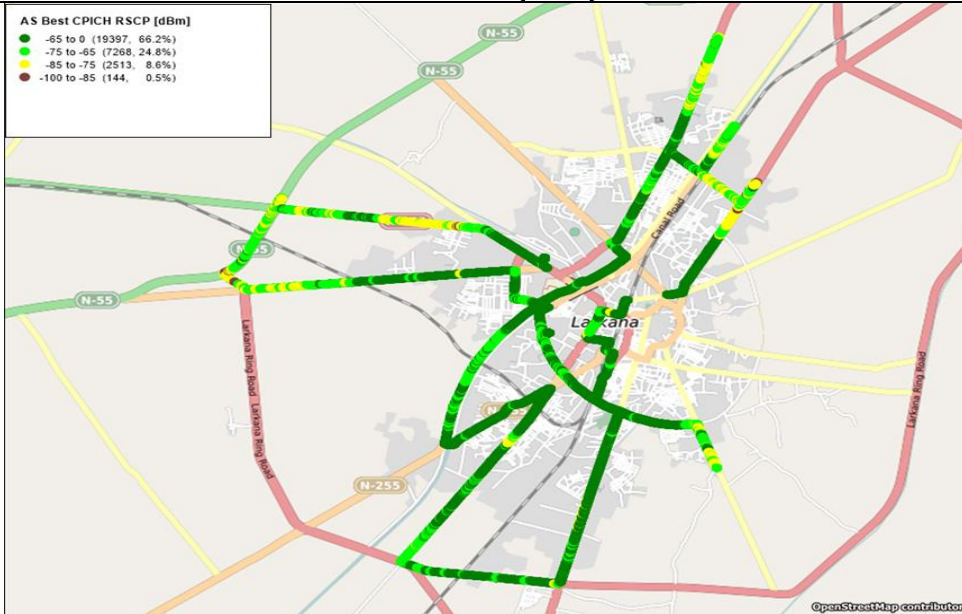 AS Best CPICH RSCP [dBm]
-65 to 0 (19397, 66.2%)
-75 to -65 (7268, 24.8%)
-85 to -75 (2513, 8.6%)
-100 to -85 (144, 0.5%)
N-55
N-55
Canal Road
N-55
N-55
Larkana
Larkana Ring Road
Larkana Ring Road
Larkana Ring Road
N-255
OpenStreetMap contributor